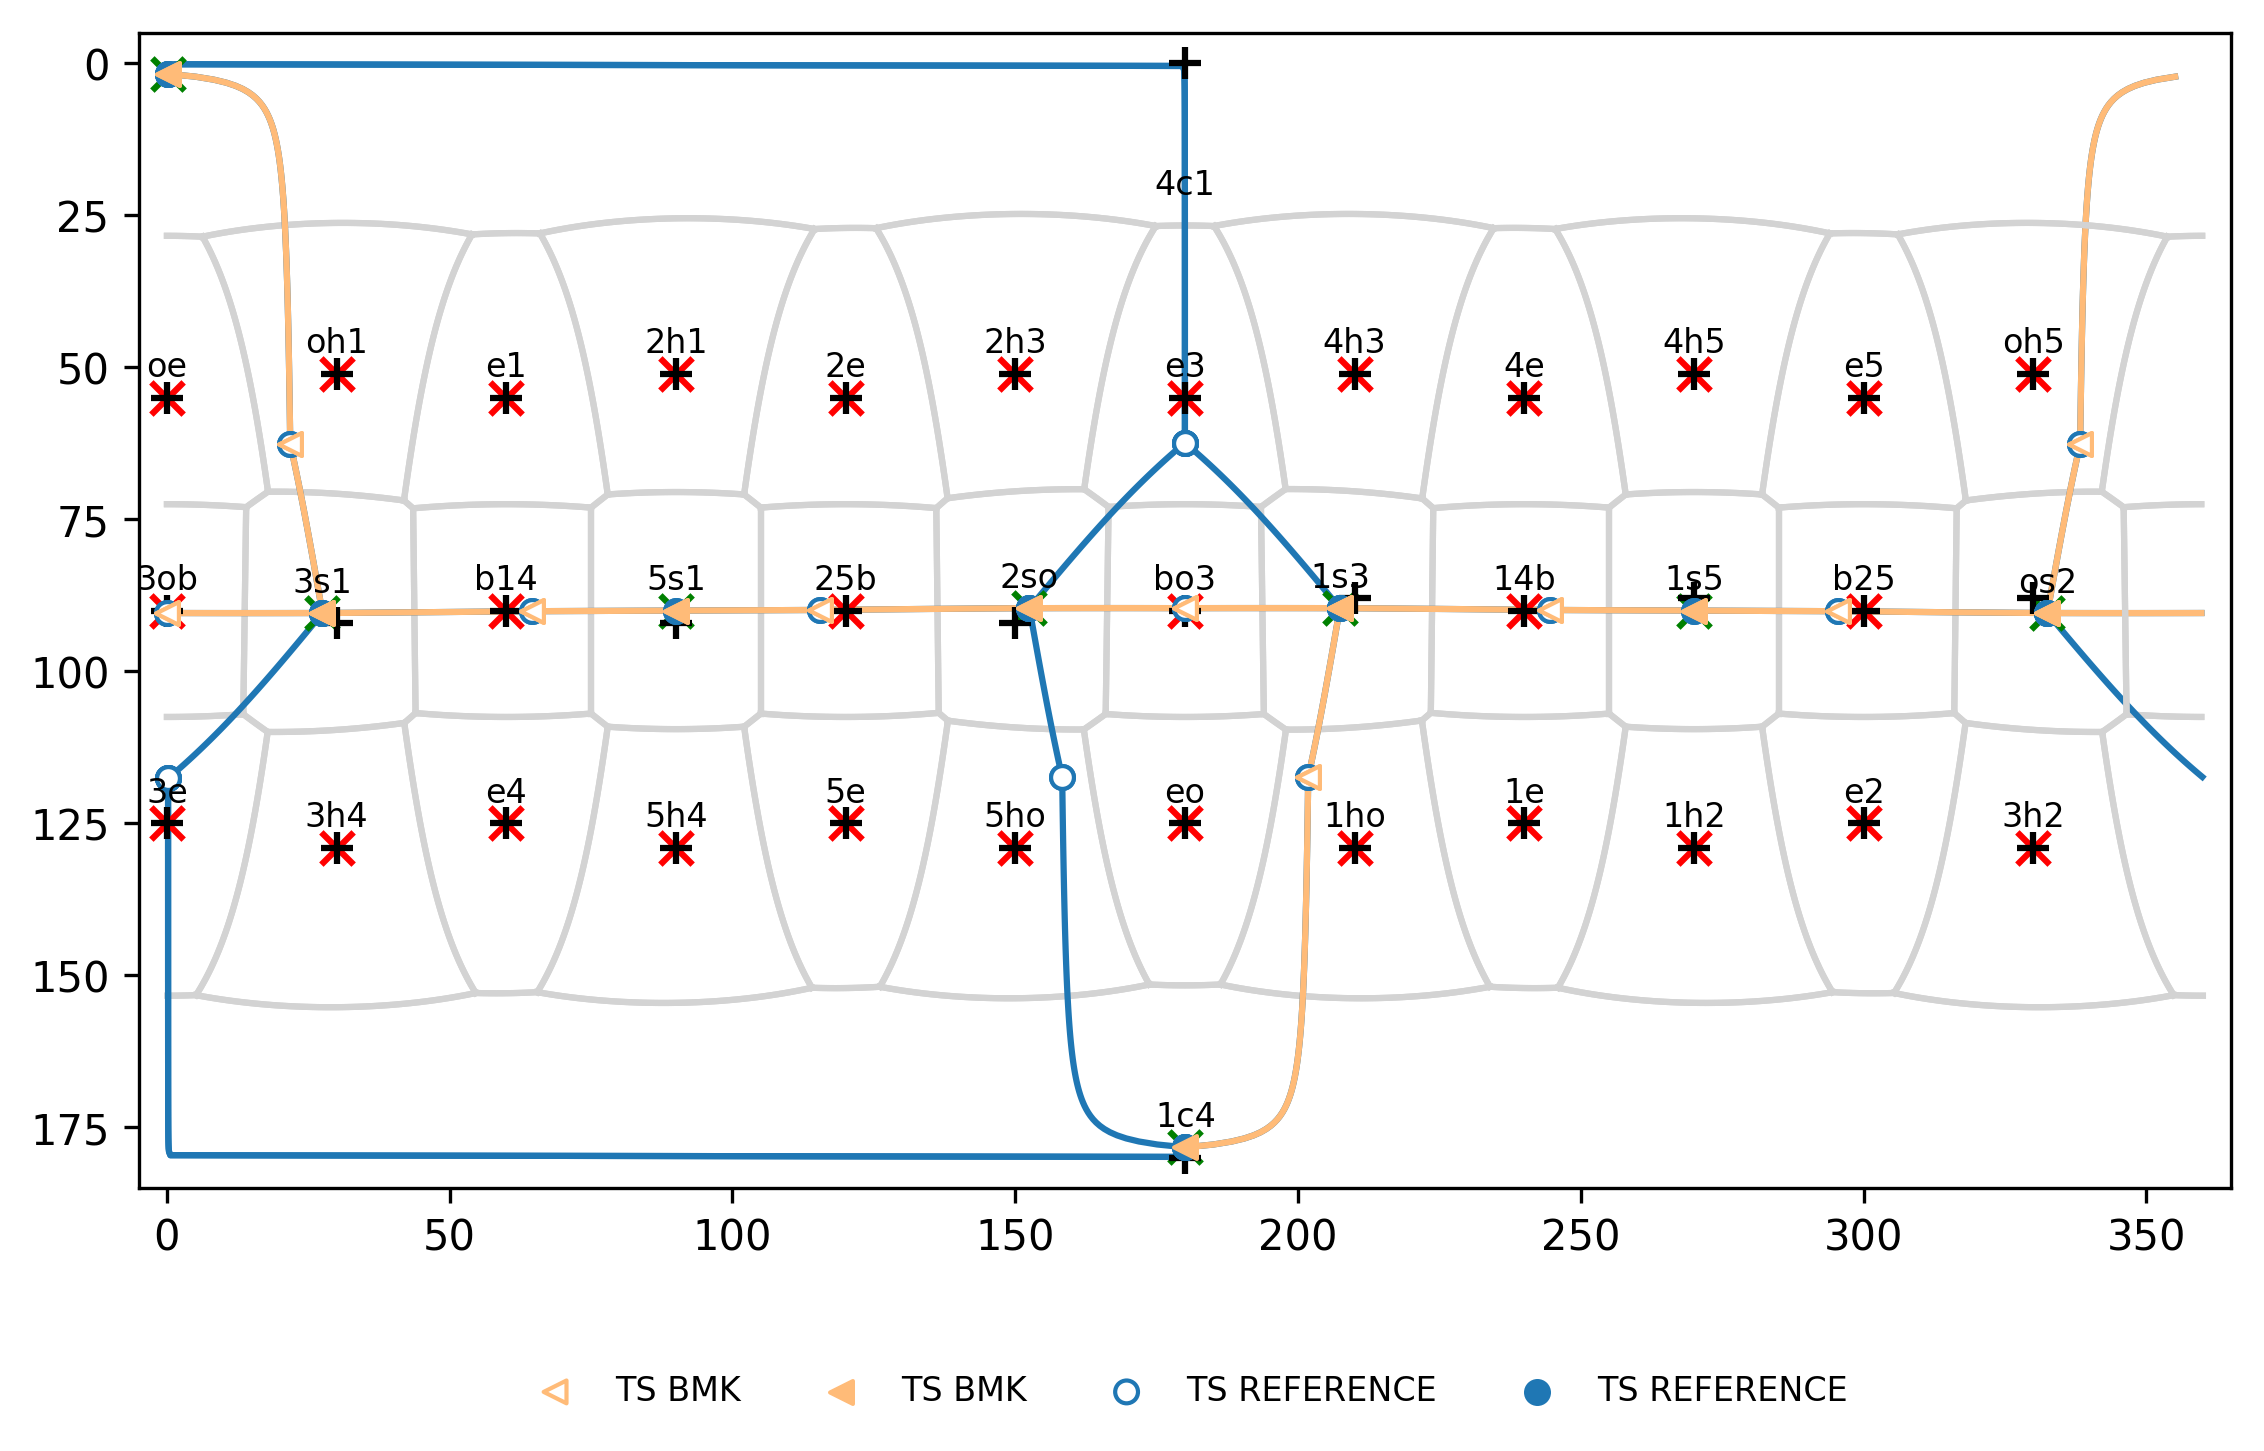 0
4c1
25
oh1 2h1 2h3 4h3 4h5 oh5
oe e1 2e e3 4e e5
50
75
3ob 3s1 b14 5s1 25b 2so bo3 1s3 14b 1s5 b25 os2
100
3e e4 5e eo 1e e2
125
3h4 5h4 5ho 1ho 1h2 3h2
150
1c4
175
0 50 100 150 200 250 300 350
TS BMK TS BMK TS REFERENCE TS REFERENCE